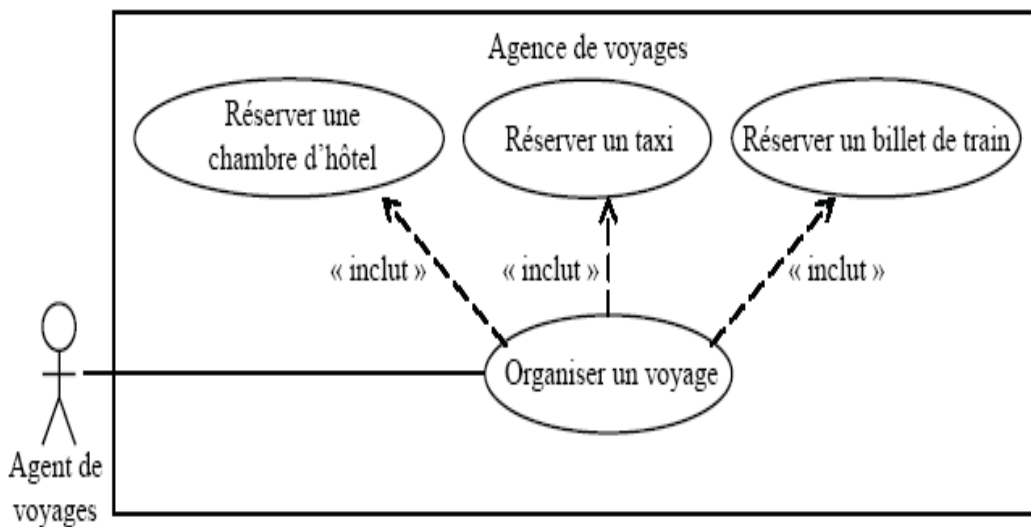 Agence de voyages
Réserver une
chambre d'hôtel
Réserver un taxi
Réserver un billet de train
« inclut »
« inclut »
« inclut »
Organiser un voyage
Agent de
voyages